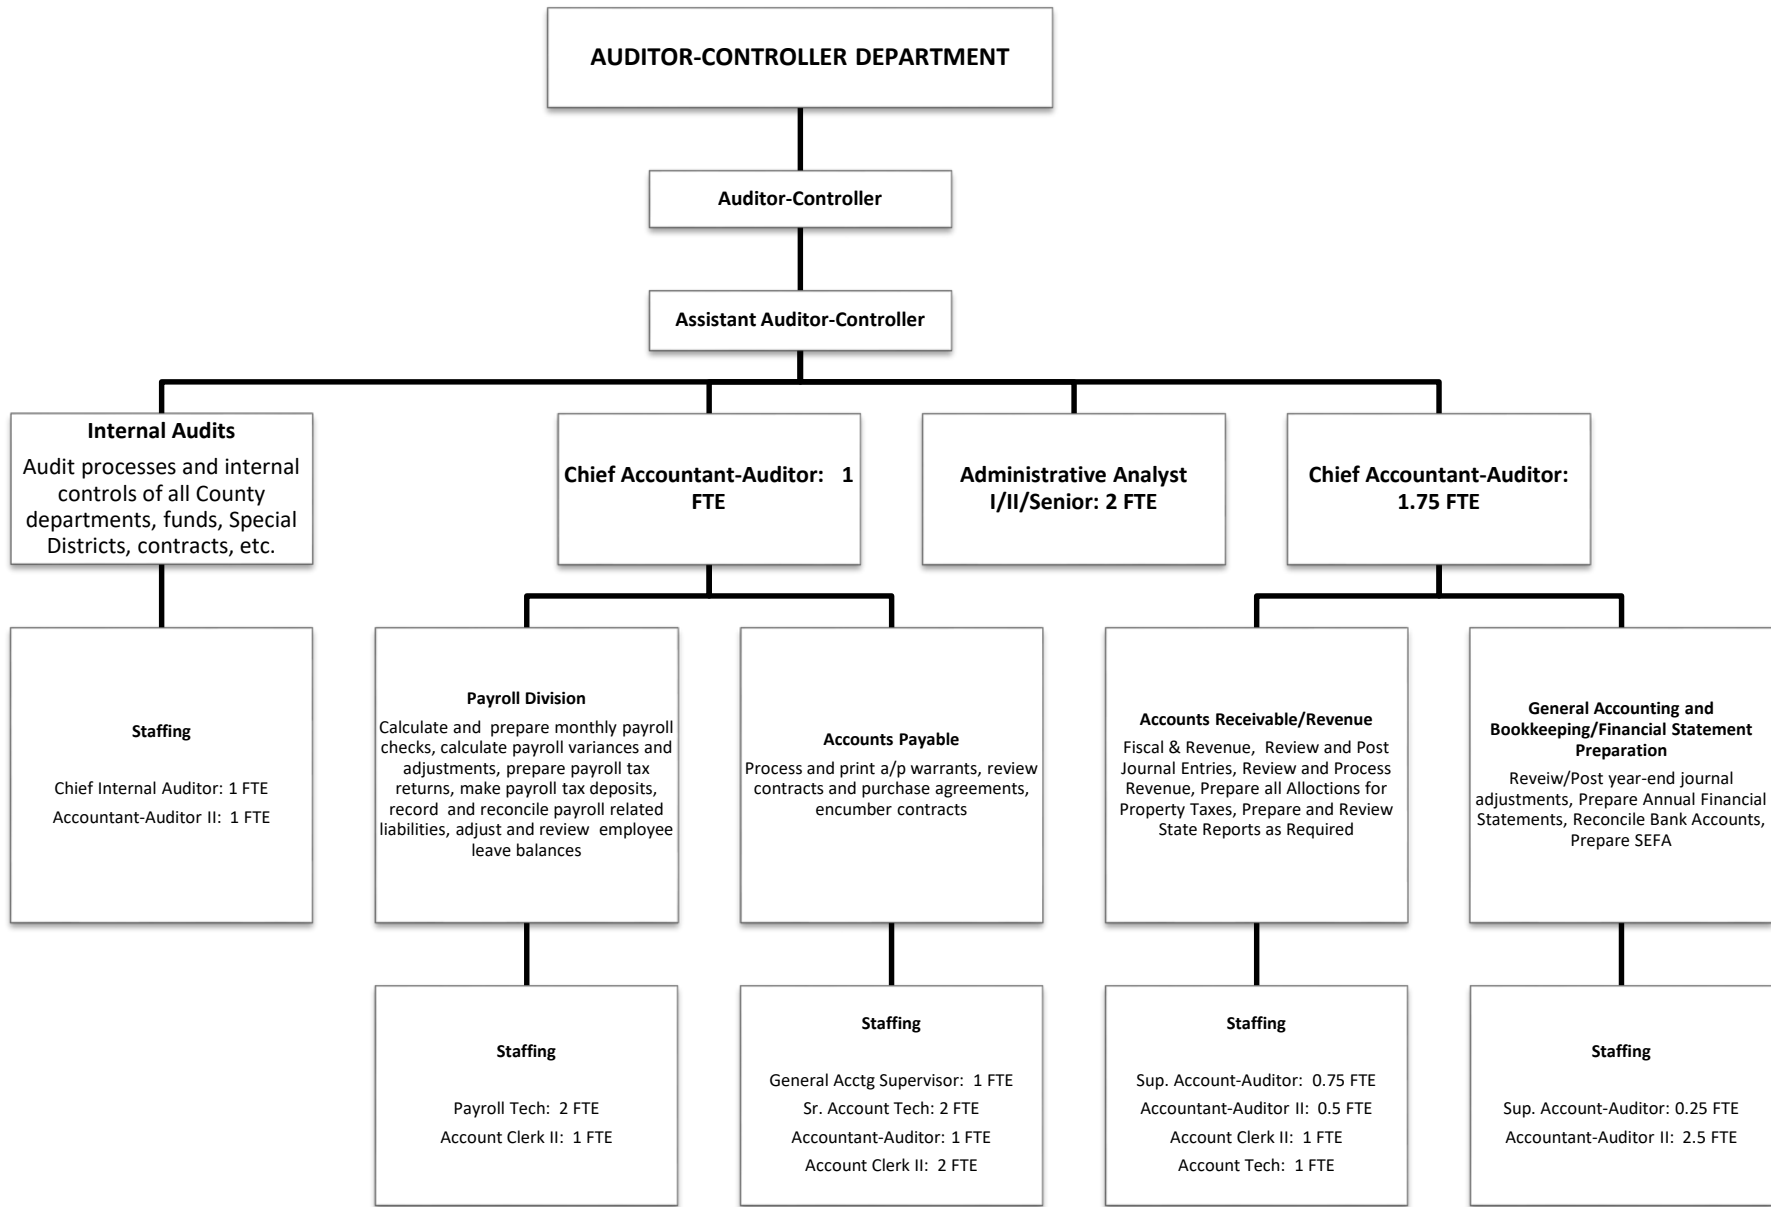 AUDITOR-CONTROLLER DEPARTMENT
Auditor-Controller
Assistant Auditor-Controller
Internal Audits
Audit processes and internal
controls of all County
departments, funds, Special
Districts, contracts, etc.
Chief Accountant-Auditor:   1
FTE
Administrative Analyst
I/II/Senior: 2 FTE
Chief Accountant-Auditor:
1.75 FTE
Staffing
Chief Internal Auditor: 1 FTE
Accountant-Auditor II: 1 FTE
Payroll Division
Calculate and  prepare monthly payroll
checks, calculate payroll variances and
adjustments, prepare payroll tax
returns, make payroll tax deposits,
record  and reconcile payroll related
liabilities, adjust and review  employee
leave balances
Accounts Payable
Process and print a/p warrants, review
contracts and purchase agreements,
encumber contracts
Accounts Receivable/Revenue
Fiscal & Revenue,  Review and Post
Journal Entries, Review and Process
Revenue, Prepare all Alloctions for
Property Taxes, Prepare and Review
State Reports as Required
General Accounting and
Bookkeeping/Financial Statement
Preparation
Reveiw/Post year-end journal
adjustments, Prepare Annual Financial
Statements, Reconcile Bank Accounts,
Prepare SEFA
Staffing
Payroll Tech:  2 FTE
Account Clerk II:  1 FTE
Staffing
General Acctg Supervisor:  1 FTE
Sr. Account Tech:  2 FTE
Accountant-Auditor:  1 FTE
Account Clerk II:  2 FTE
Staffing
Sup. Account-Auditor: 0.75 FTE
Accountant-Auditor II:  0.5 FTE
Account Clerk II:  1 FTE
Account Tech:  1 FTE
Staffing
Sup. Account-Auditor: 0.25 FTE
Accountant-Auditor II:  2.5 FTE